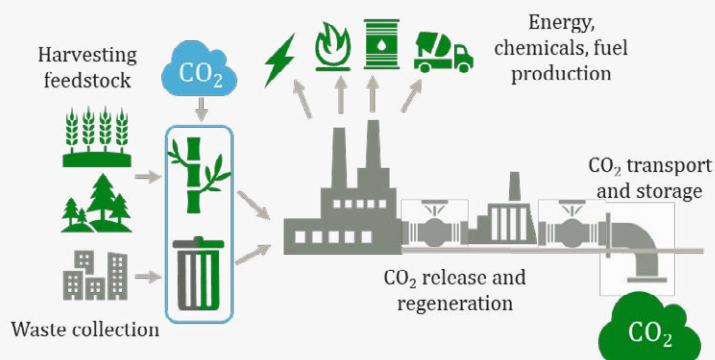 Harvesting
feedstock
CO₂
Energy,
chemicals, fuel
production
CO₂ transport
and storage
CO₂ release and
regeneration
Waste collection
CO₂